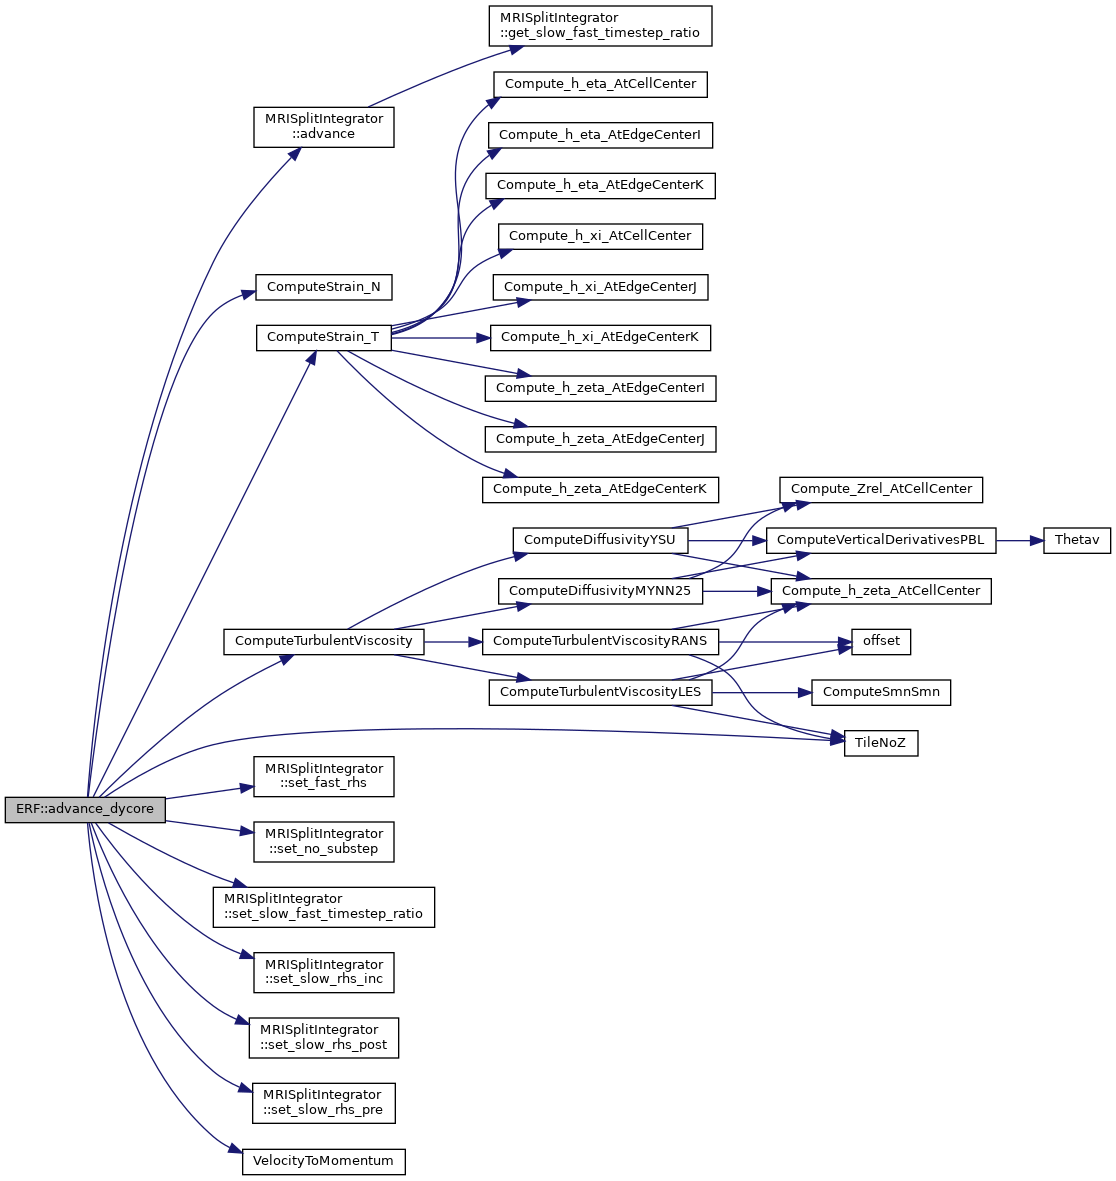 MRISplitIntegrator
::get_slow_fast_timestep_ratio
Compute_h_eta_AtCellCenter
MRISplitIntegrator
::advance
Compute_h_eta_AtEdgeCenterI
Compute_h_eta_AtEdgeCenterK
Compute_h_xi_AtCellCenter
ComputeStrain_N
Compute_h_xi_AtEdgeCenterJ
ComputeStrain_T
Compute_h_xi_AtEdgeCenterK
Compute_h_zeta_AtEdgeCenterI
Compute_h_zeta_AtEdgeCenterJ
Compute_h_zeta_AtEdgeCenterK
Compute_Zrel_AtCellCenter
ComputeDiffusivityYSU
ComputeVerticalDerivativesPBL
Thetav
ComputeDiffusivityMYNN25
Compute_h_zeta_AtCellCenter
ComputeTurbulentViscosity
ComputeTurbulentViscosityRANS
offset
ComputeTurbulentViscosityLES
ComputeSmnSmn
TileNoZ
MRISplitIntegrator
::set_fast_rhs
ERF::advance_dycore
MRISplitIntegrator
::set_no_substep
MRISplitIntegrator
::set_slow_fast_timestep_ratio
MRISplitIntegrator
::set_slow_rhs_inc
MRISplitIntegrator
::set_slow_rhs_post
MRISplitIntegrator
::set_slow_rhs_pre
VelocityToMomentum